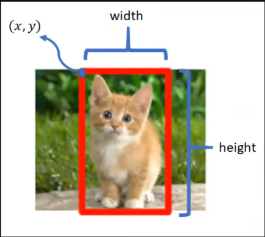 width
(x, y)
height